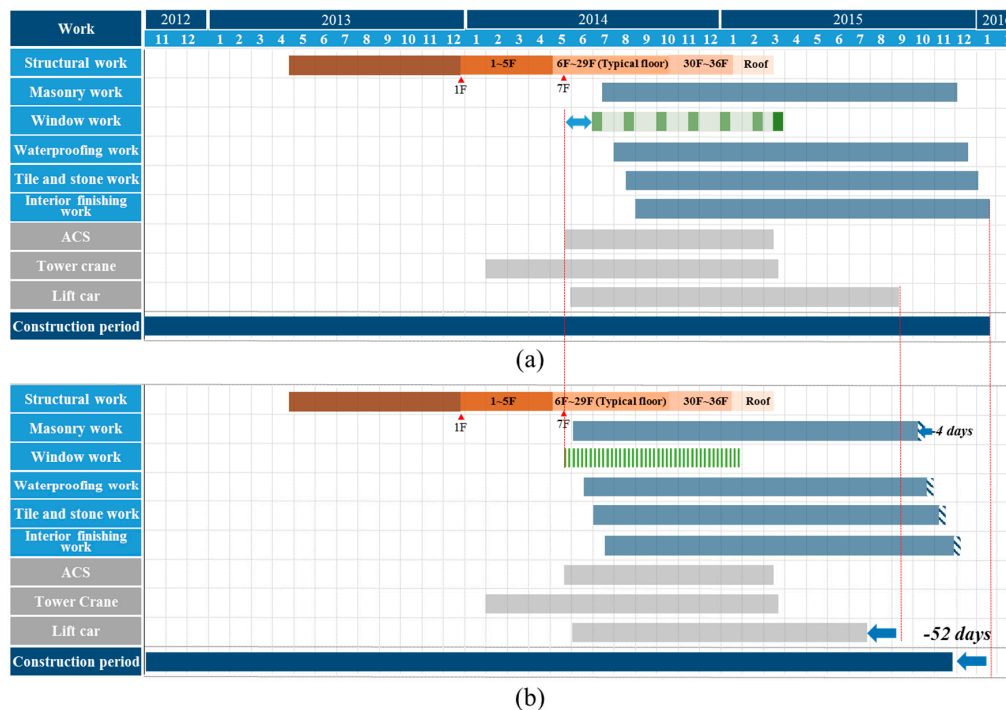 Work 2012 2013 2014 2015 2016
11 12 1 2 3 4 5 6 7 8 9 10 11 12 1 2 3 4 5 6 7 8 9 10 11 12 1 2 3 4 5 6 7 8 9 10 11 12 1
Structural work 1~5F 6F~29F (Typical floor) 30F~36F Roof
1F 7F
Masonry work
Window work
Waterproofing work
Tile and stone work
Interior finishing
work
ACS
Tower crane
Lift car
Construction period
(a)
Structural work 1~5F 6F~29F (Typical floor) 30F~36F Roof
1F 7F
Masonry work -4 days
Window work
Waterproofing work
Tile and stone work
Interior finishing
work
ACS
Tower Crane
Lift car -52 days
Construction period
(b)